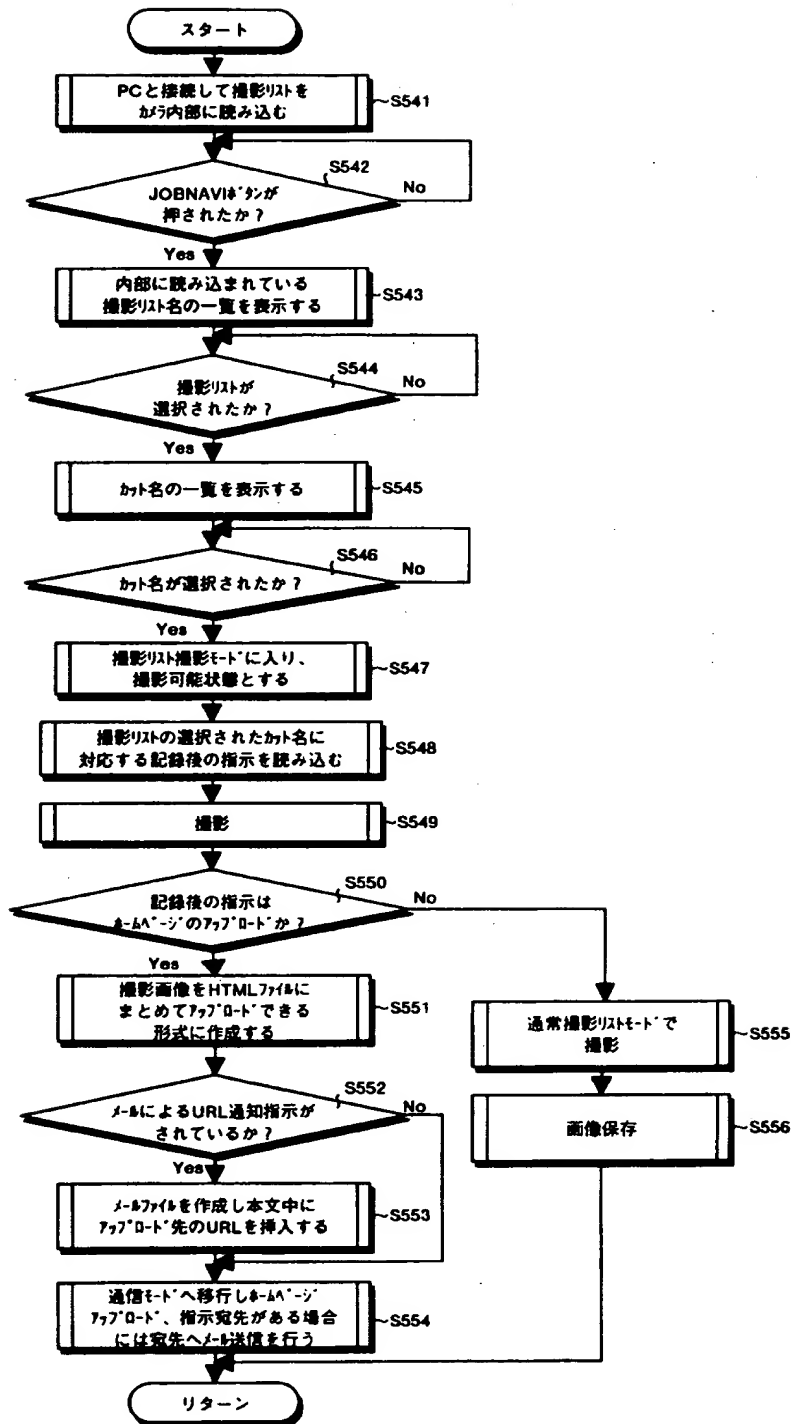 スタート
PCと接続して撮影リストを
カメラ内部に読み込む
S541
S542
JOBNAVIボタンが
押されたか？
No
Yes
内部に読み込まれている
撮影リスト名の一覧を表示する
S543
S544
撮影リストが
選択されたか？
No
Yes
カット名の一覧を表示する
S545
S546
カット名が選択されたか？
No
Yes
撮影リスト撮影モードに入り、
撮影可能状態とする
S547
撮影リストの選択されたカット名に
対応する記録後の指示を読み込む
S548
撮影
S549
S550
記録後の指示は
ホームページのアップロードか？
No
Yes
撮影画像をHTMLファイルに
まとめてアップロードできる
形式に作成する
S551
通常撮影リストモードで
撮影
S555
S552
メールによるURL通知指示が
されているか？
No
Yes
画像保存
S556
メールファイルを作成し本文中に
アップロード先のURLを挿入する
S553
通信モードへ移行しホームページ
アップロード、指示宛先がある場合
には宛先へメール送信を行う
S554
リターン